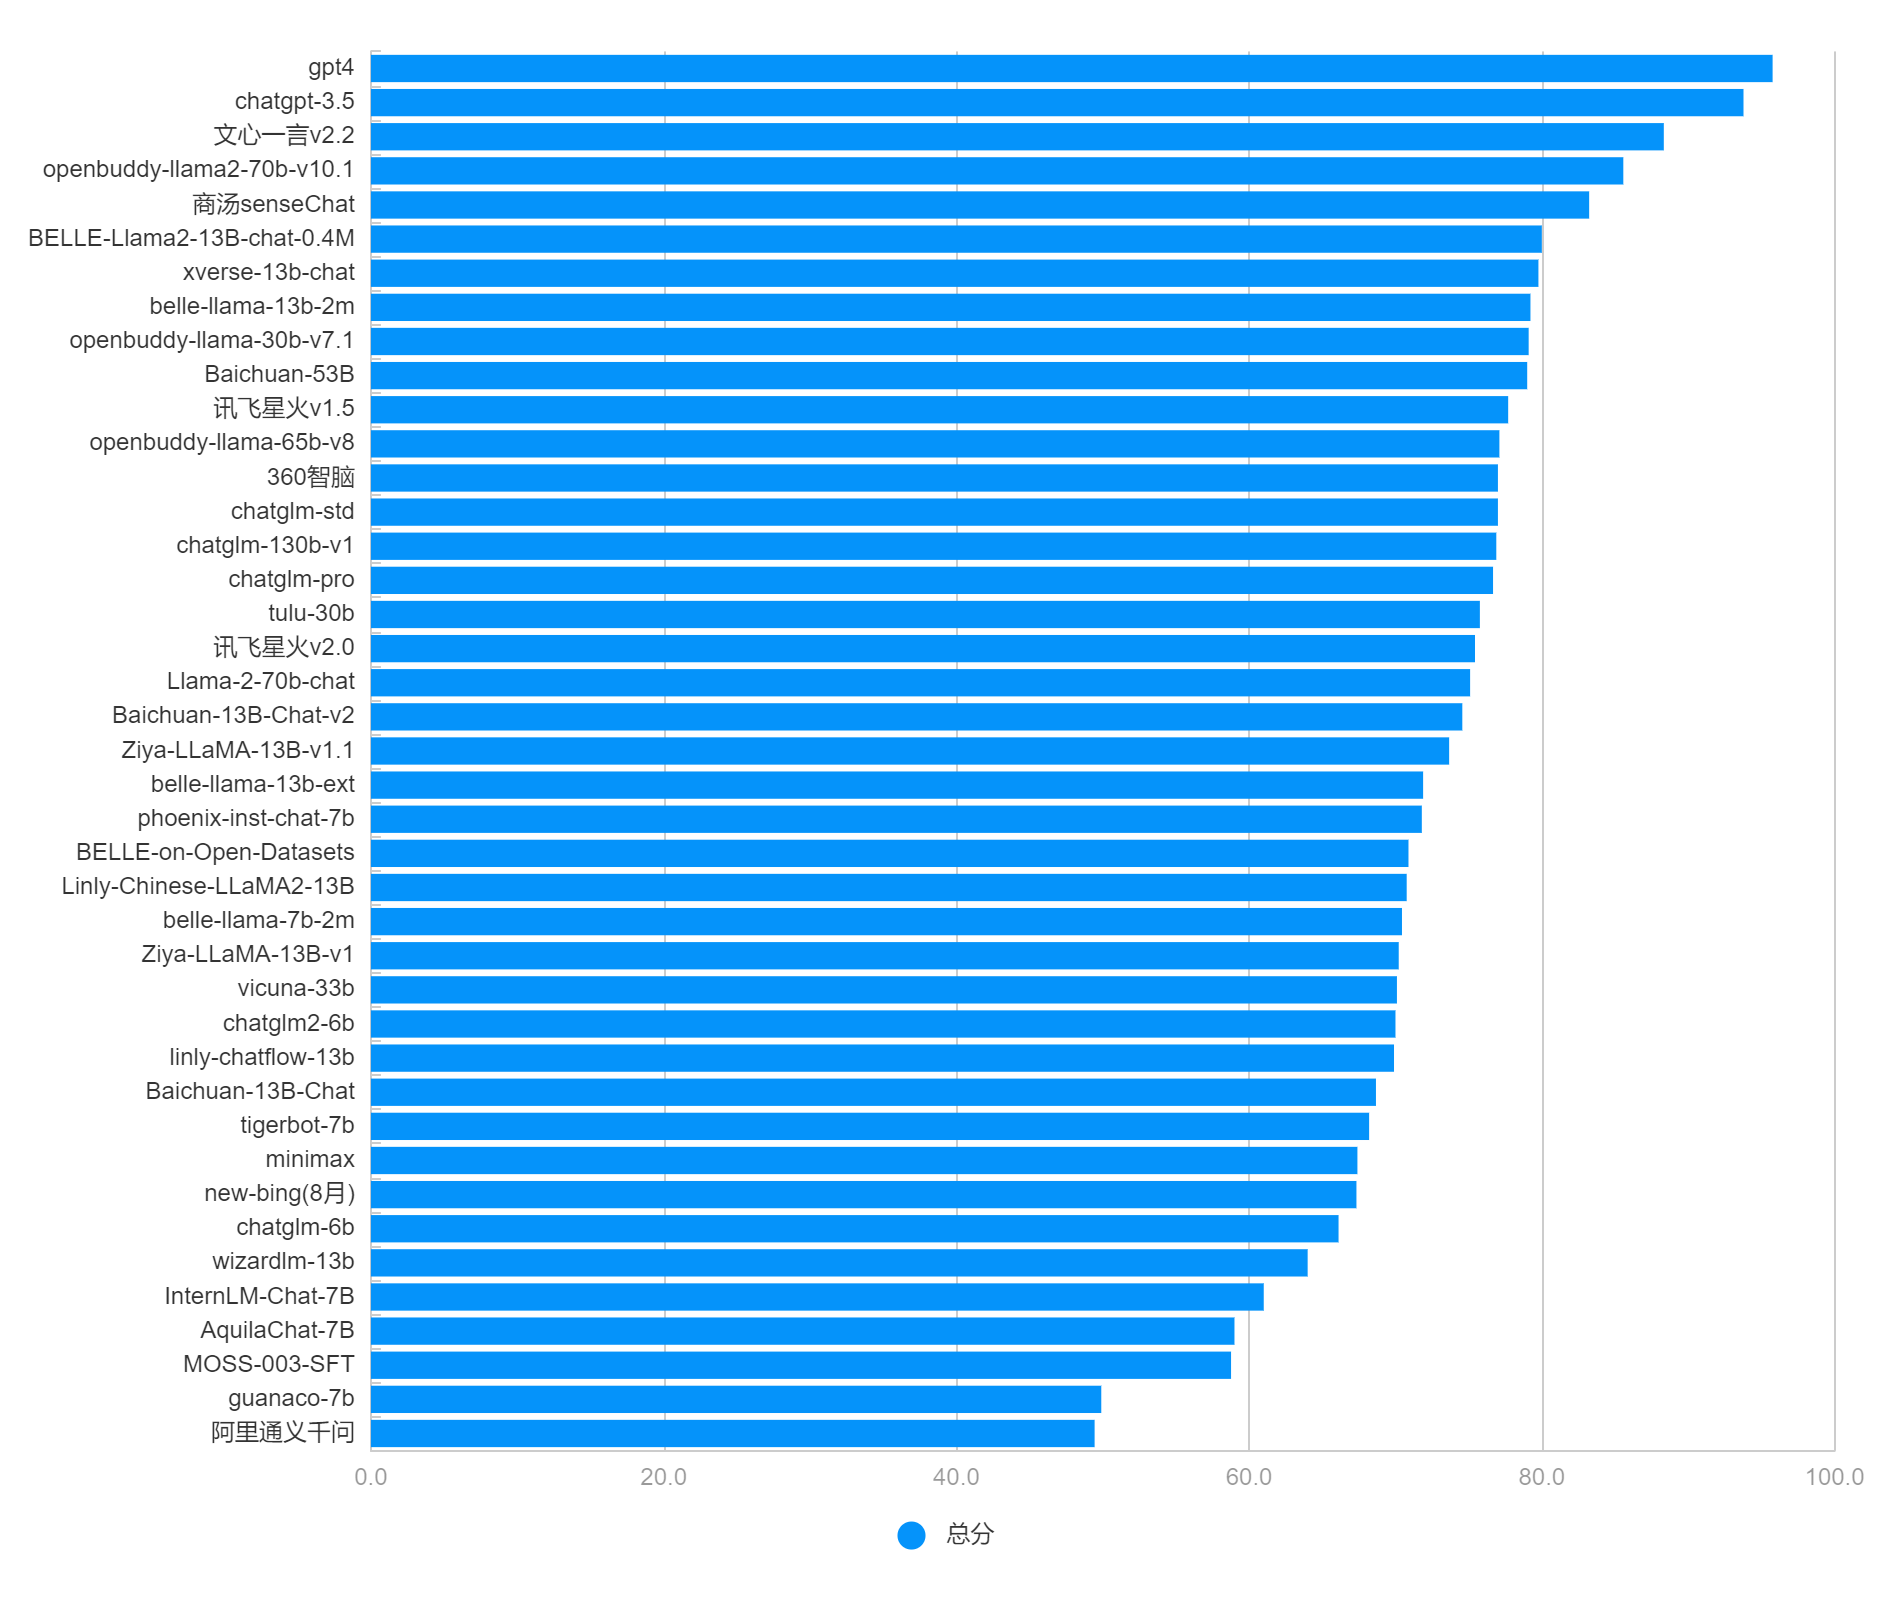 gpt4
chatgpt-3.5
文心一言v2.2
openbuddy-llama2-70b-v10.1
商汤senseChat
BELLE-Llama2-13B-chat-0.4M
xverse-13b-chat
belle-llama-13b-2m
openbuddy-llama-30b-v7.1
Baichuan-53B
讯飞星火v1.5
openbuddy-llama-65b-v8
360智脑
chatglm-std
chatglm-130b-v1
chatglm-pro
tulu-30b
讯飞星火v2.0
Llama-2-70b-chat
Baichuan-13B-Chat-v2
Ziya-LLaMA-13B-v1.1
belle-llama-13b-ext
phoenix-inst-chat-7b
BELLE-on-Open-Datasets
Linly-Chinese-LLaMA2-13B
belle-llama-7b-2m
Ziya-LLaMA-13B-v1
vicuna-33b
chatglm2-6b
linly-chatflow-13b
Baichuan-13B-Chat
tigerbot-7b
minimax
new-bing(8月)
chatglm-6b
wizardlm-13b
InternLM-Chat-7B
AquilaChat-7B
MOSS-003-SFT
guanaco-7b
阿里通义千问
0.0 20.0 40.0 60.0 80.0 100.0
总分